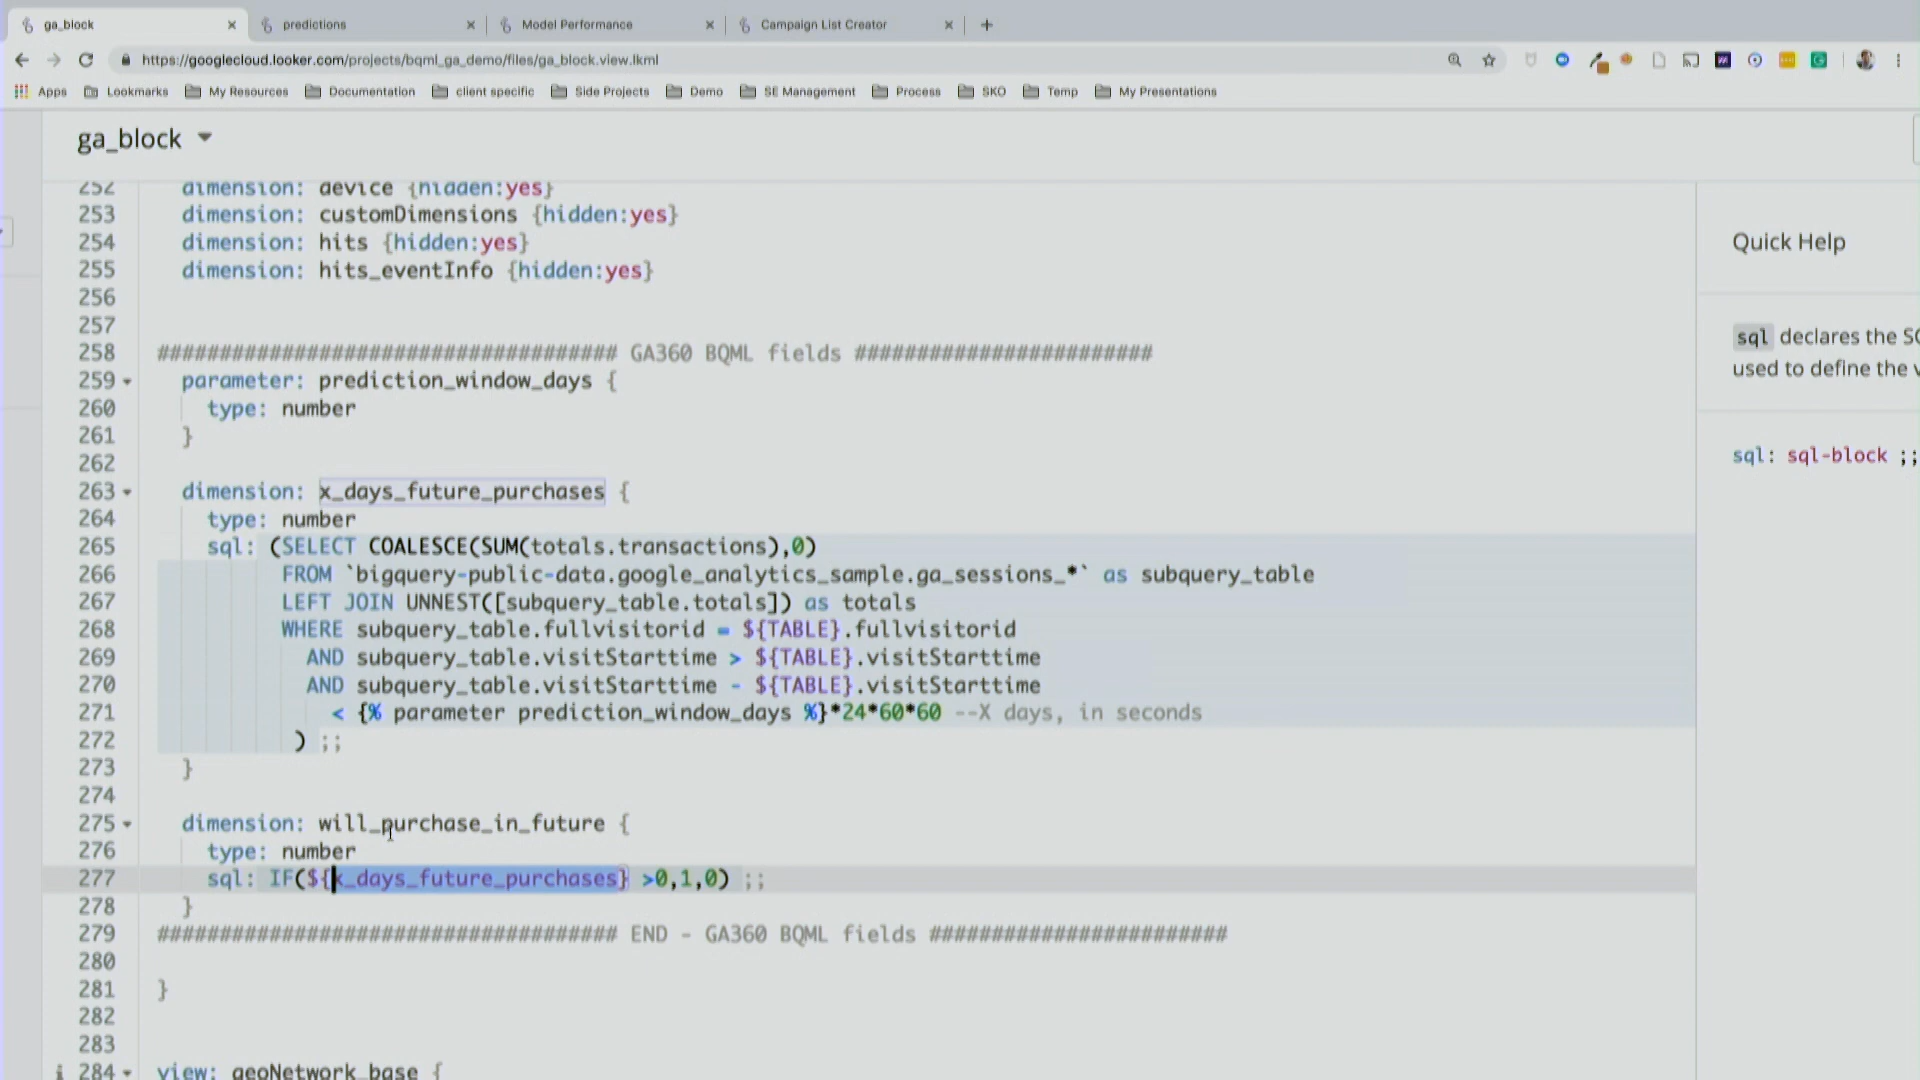 ga_block
predictions
Model Performance
Campaign List Creator
https://googlecloud.looker.com/projects/bqml_ga_demo/files/ga_block.view.lkml
Apps
Lookmarks
My Resources
Documentation
client specific
Side Projects
Demo
SE Management
Process
SKO
Temp
My Presentations
ga_block
252 dimension: device {hidden:yes}
253 dimension: customDimensions {hidden:yes}
254 dimension: hits {hidden:yes}
255 dimension: hits_eventInfo {hidden:yes}
256
257
258 ##################################### GA360 BQML fields ########################
259 parameter: prediction_window_days {
260 type: number
261 }
262
263 dimension: x_days_future_purchases {
264 type: number
265 sql: (SELECT COALESCE(SUM(totals.transactions),0)
266 FROM `bigquery-public-data.google_analytics_sample.ga_sessions_*` as subquery_table
267 LEFT JOIN UNNEST([subquery_table.totals]) as totals
268 WHERE subquery_table.fullvisitorid = ${TABLE}.fullvisitorid
269 AND subquery_table.visitStarttime > ${TABLE}.visitStarttime
270 AND subquery_table.visitStarttime - ${TABLE}.visitStarttime
271 < {% parameter prediction_window_days %}*24*60*60 --X days, in seconds
272 ) ;;
273 }
274
275 dimension: will_purchase_in_future {
276 type: number
277 sql: IF(${x_days_future_purchases} >0,1,0) ;;
278 }
279 ##################################### END - GA360 BQML fields ########################
280
281 }
282
283
284 view: geoNetwork_base {
Quick Help
sql declares the
used to define the
sql: sql-block ;;